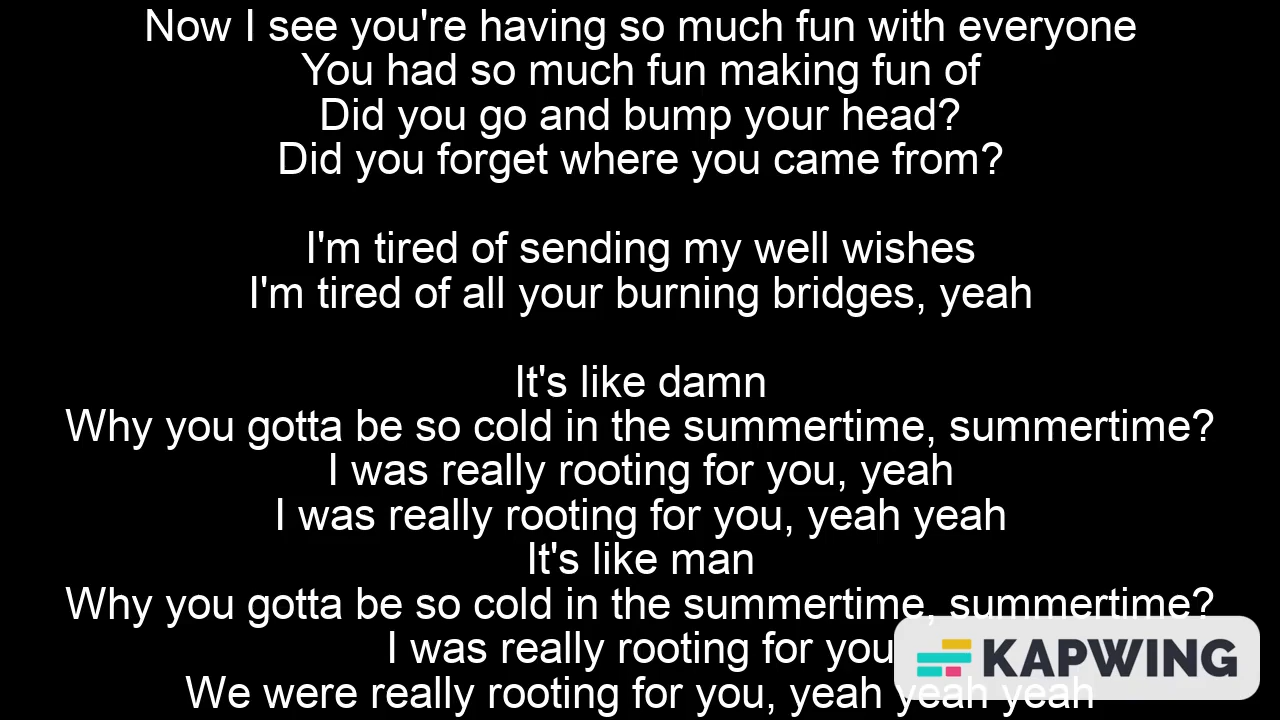 Now I see you're having so much fun with everyone
You had so much fun making fun of
Did you go and bump your head?
Did you forget where you came from?
I'm tired of sending my well wishes
I'm tired of all your burning bridges, yeah
It's like damn
Why you gotta be so cold in the summertime, summertime?
I was really rooting for you, yeah
I was really rooting for you, yeah yeah
It's like man
Why you gotta be so cold in the summertime, summertime?
I was really rooting for you
We were really rooting for you, yeah yeah yeah
KAPWING